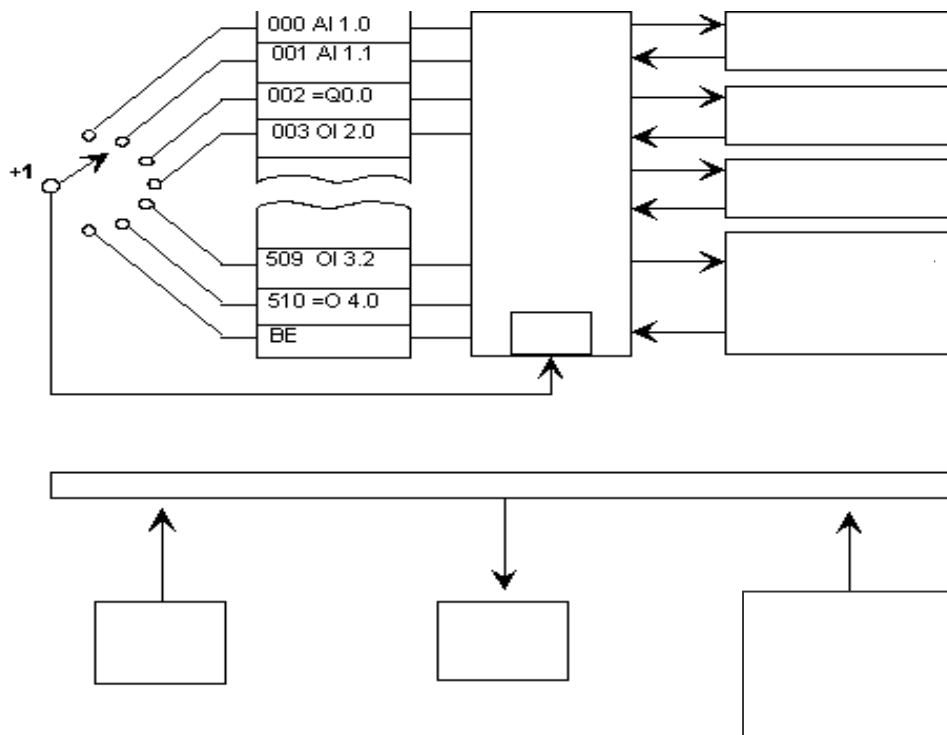 000 AI 1.0
001 AI 1.1
002 =Q0.0
003 OI 2.0
+1
509 OI 3.2
510 =O 4.0
BE